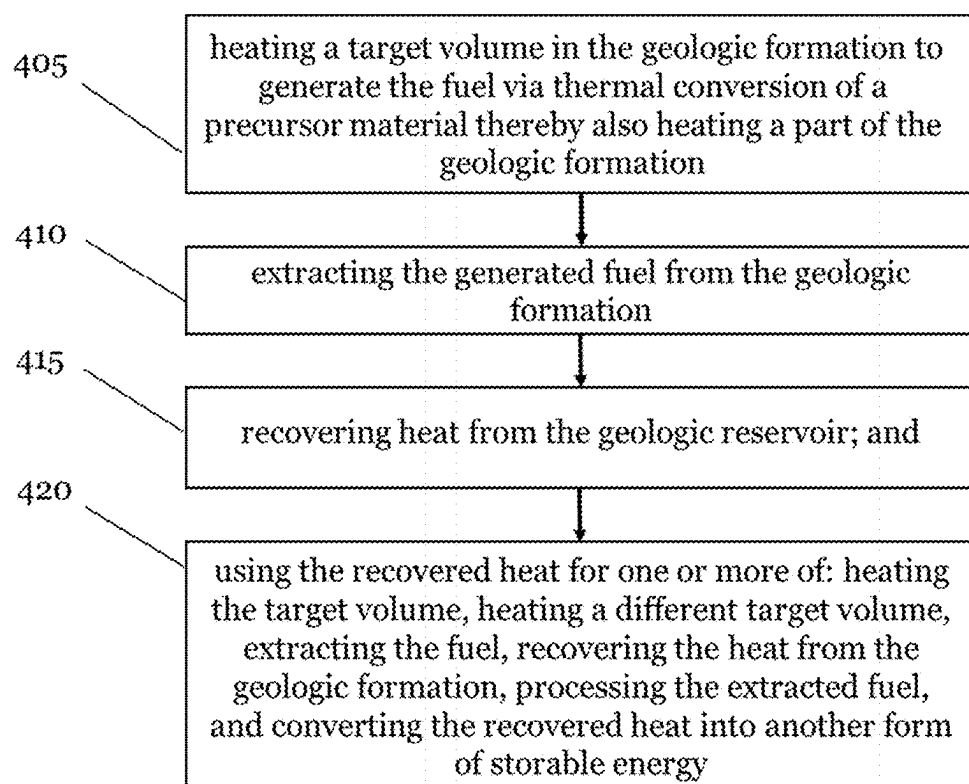 405
heating a target volume in the geologic formation to
generate the fuel via thermal conversion of a
precursor material thereby also heating a part of the
geologic formation
410
extracting the generated fuel from the geologic
formation
415
recovering heat from the geologic reservoir; and
420
using the recovered heat for one or more of: heating
the target volume, heating a different target volume,
extracting the fuel, recovering the heat from the
geologic formation, processing the extracted fuel,
and converting the recovered heat into another form
of storable energy